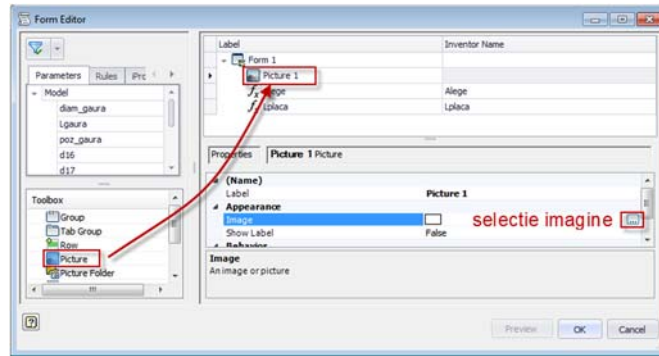 Form Editor
Parameters Rules Prc
Model
diam_gaura
Lgaura
poz_gaura
d16
d17
Toolbox
Group
Tab Group
Row
Picture
Picture Folder
Label Inventor Name
Form 1
Picture 1
Alege Alege
Lplaca Lplaca
Properties Picture 1 Picture
(Name)
Label Picture 1
Appearance
Image selectie imagine ...
Show Label False
Behavior
Image
An image or picture
Preview OK Cancel